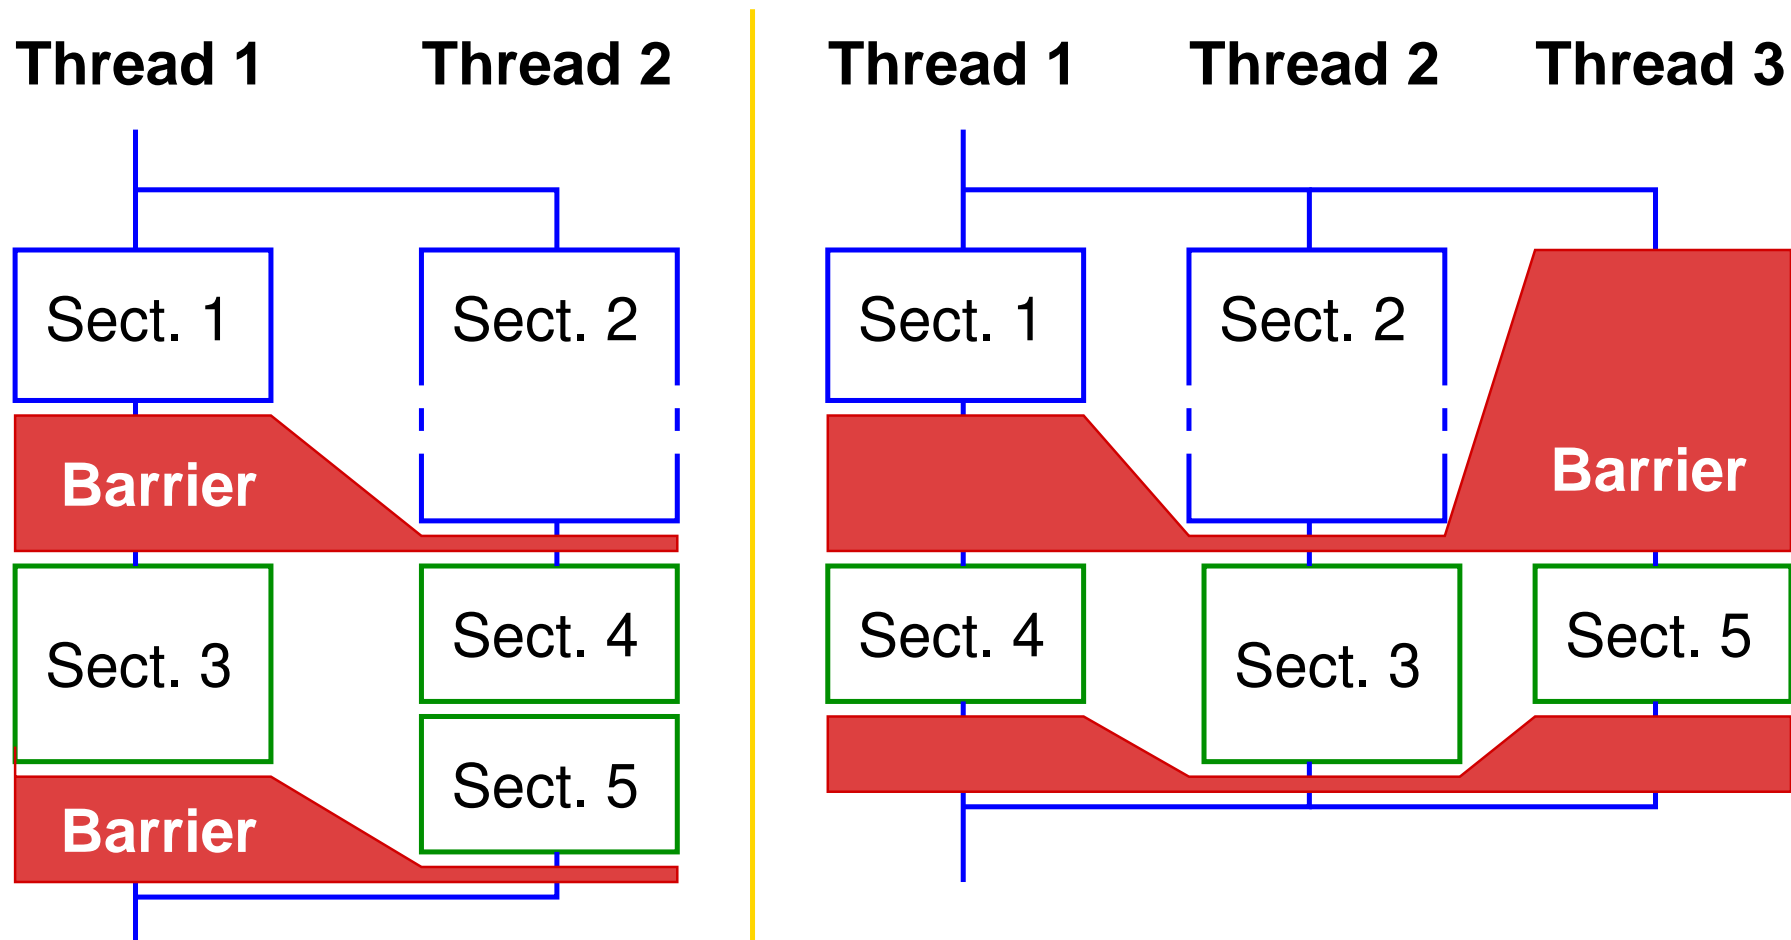 Thread 1 Thread 2
Sect. 1 Sect. 2
Barrier
Sect. 3 Sect. 4
Sect. 5
Barrier
Thread 1 Thread 2 Thread 3
Sect. 1 Sect. 2
Barrier
Sect. 4 Sect. 3 Sect. 5